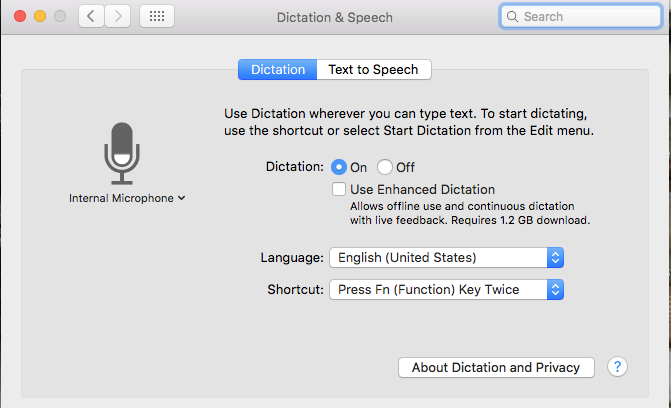 Dictation & Speech
Search
Dictation
Text to Speech
Use Dictation wherever you can type text. To start dictating,
use the shortcut or select Start Dictation from the Edit menu.
Internal Microphone
Dictation: On Off
Use Enhanced Dictation
Allows offline use and continuous dictation
with live feedback. Requires 1.2 GB download.
Language: English (United States)
Shortcut: Press Fn (Function) Key Twice
About Dictation and Privacy ?